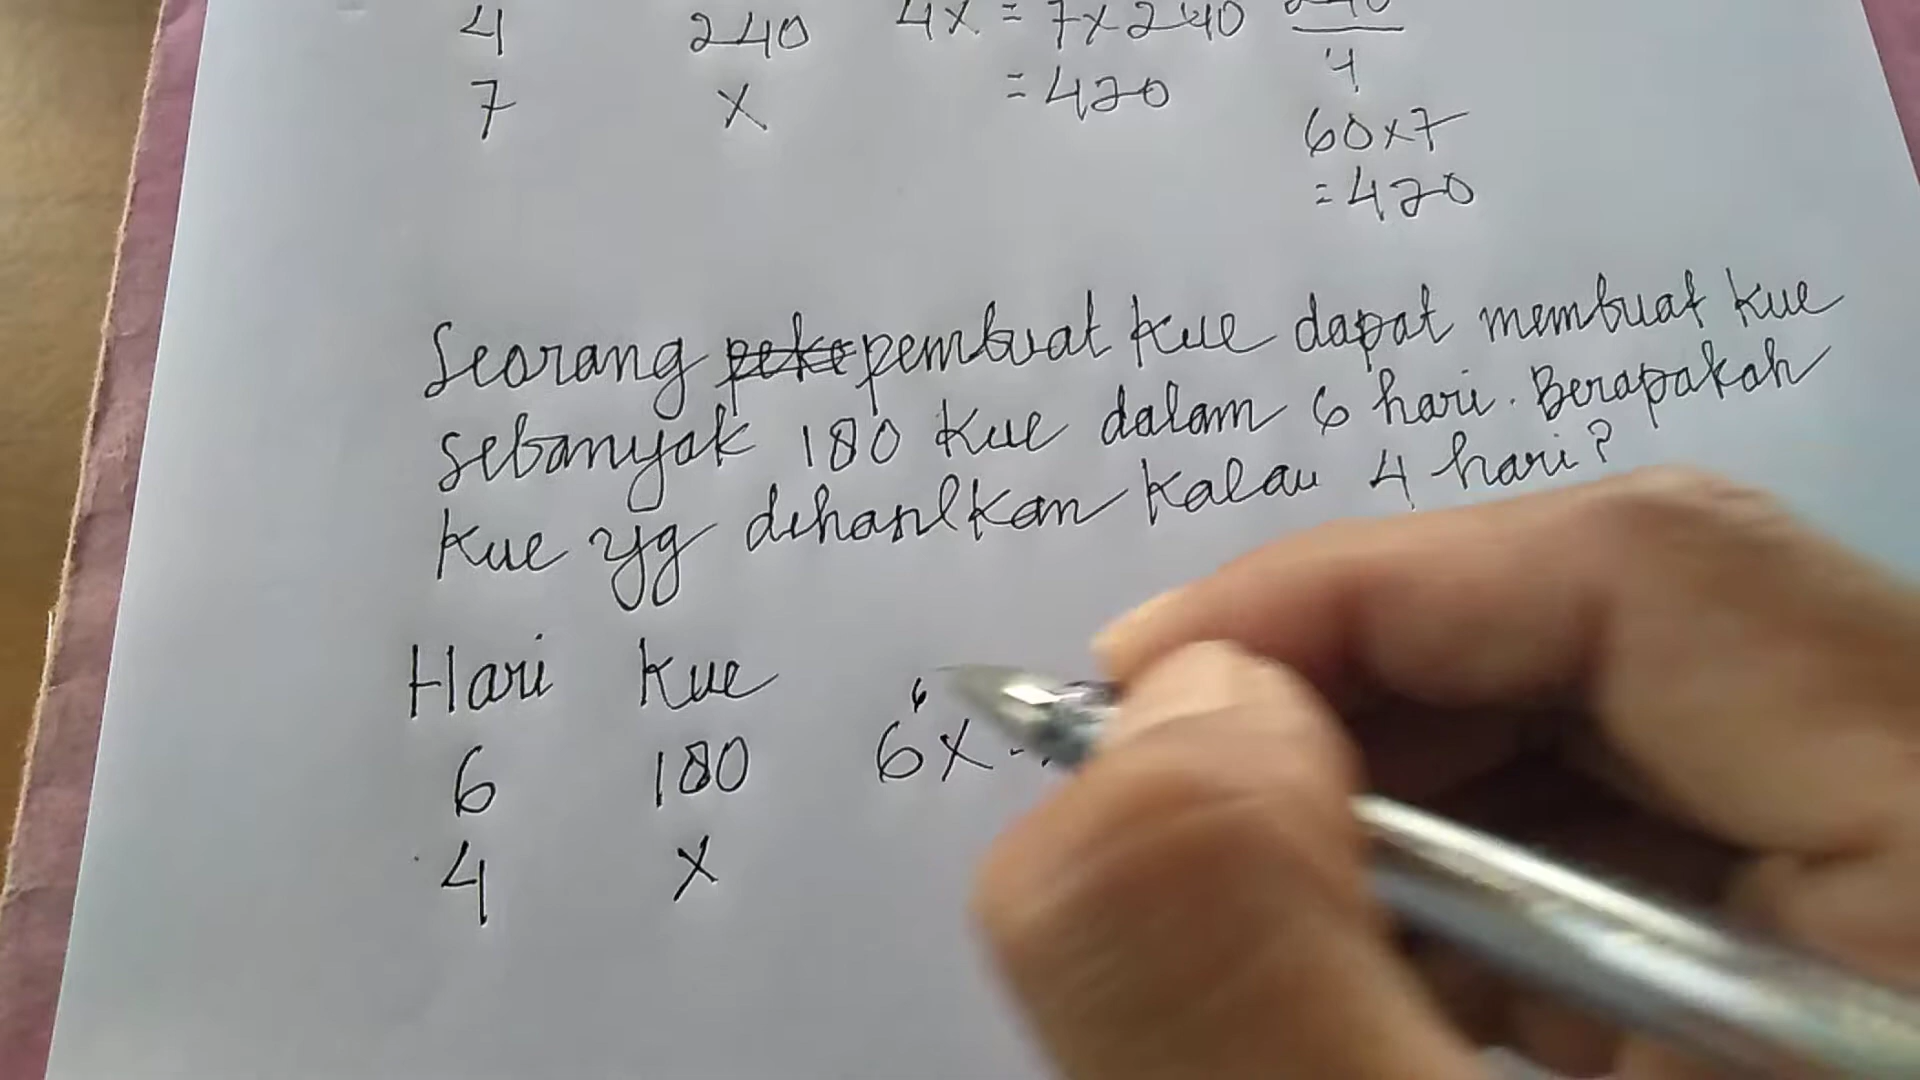 4 240 4x = 7x240
4
7 x = 420
60x7
= 420
Seorang pembuat kue dapat membuat kue
sebanyak 180 kue dalam 6 hari. Berapakah
kue yg dihasilkan kalau 4 hari?
Hari Kue
6 180 6x =
4 x